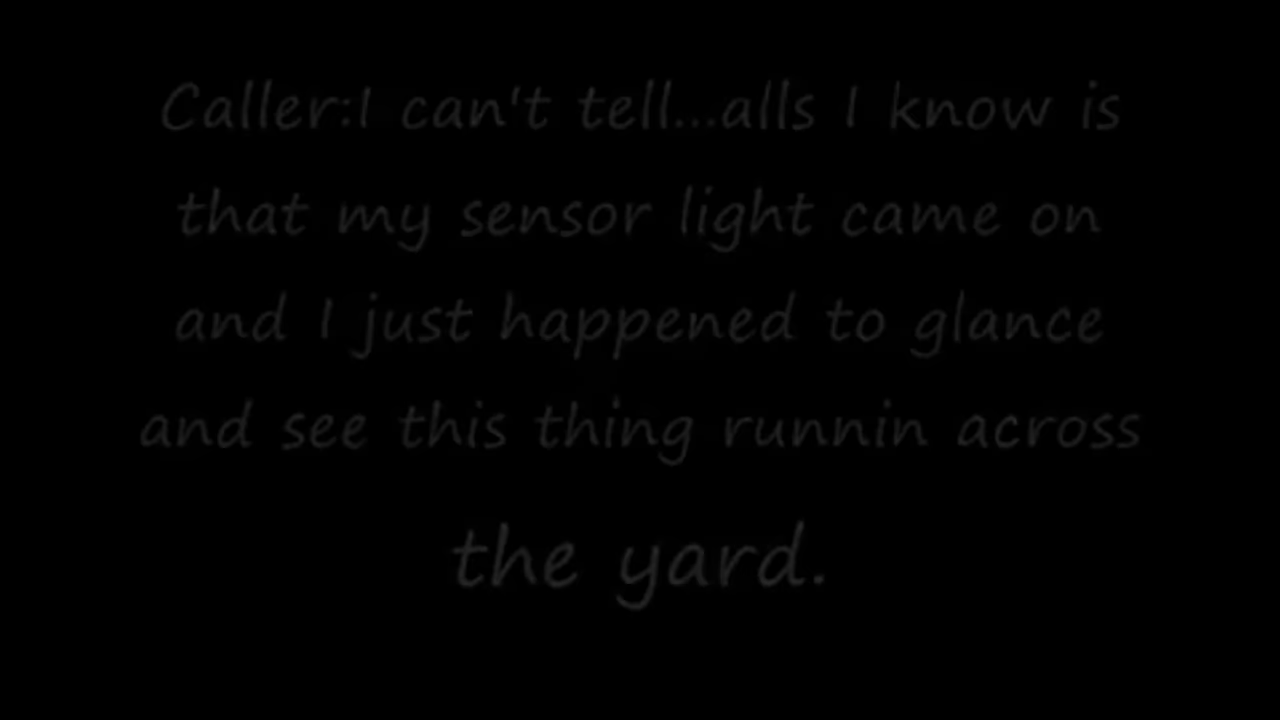 Caller:I can't tell...alls I know is
that my sensor light came on
and I just happened to glance
and see this thing runnin across
the yard.